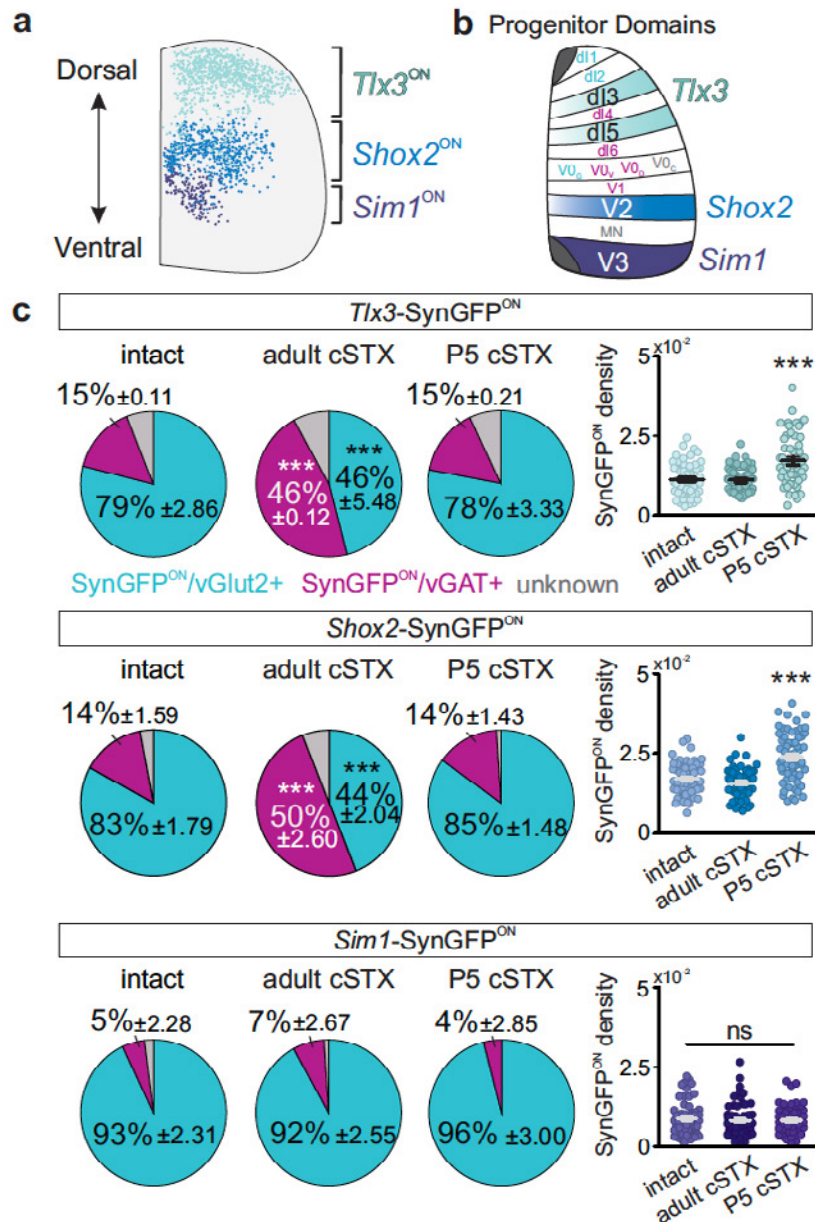 a
Dorsal
Ventral
Tlx3ON
Shox2ON
Sim1ON
b Progenitor Domains
dI1
dI2
dI3
dI4
dI5
dI6
V0G V0V V0D V0C
V1
V2
MN
V3
Tlx3
Shox2
Sim1
c
Tlx3-SynGFPON
intact adult cSTX P5 cSTX
15%±0.11
79% ±2.86
***
46%
±0.12
***
46%
±5.48
15%±0.21
78% ±3.33
SynGFPON density
x10-2
5
2.5
0
***
intact
adult cSTX
P5 cSTX
SynGFPON/vGlut2+ SynGFPON/vGAT+ unknown
Shox2-SynGFPON
intact adult cSTX P5 cSTX
14%±1.59
83% ±1.79
***
50%
±2.60
***
44%
±2.04
14%±1.43
85% ±1.48
SynGFPON density
x10-2
5
2.5
0
***
intact
adult cSTX
P5 cSTX
Sim1-SynGFPON
intact adult cSTX P5 cSTX
5%±2.28
93% ±2.31
7%±2.67
92% ±2.55
4%±2.85
96% ±3.00
SynGFPON density
x10-2
5
2.5
0
ns
intact
adult cSTX
P5 cSTX